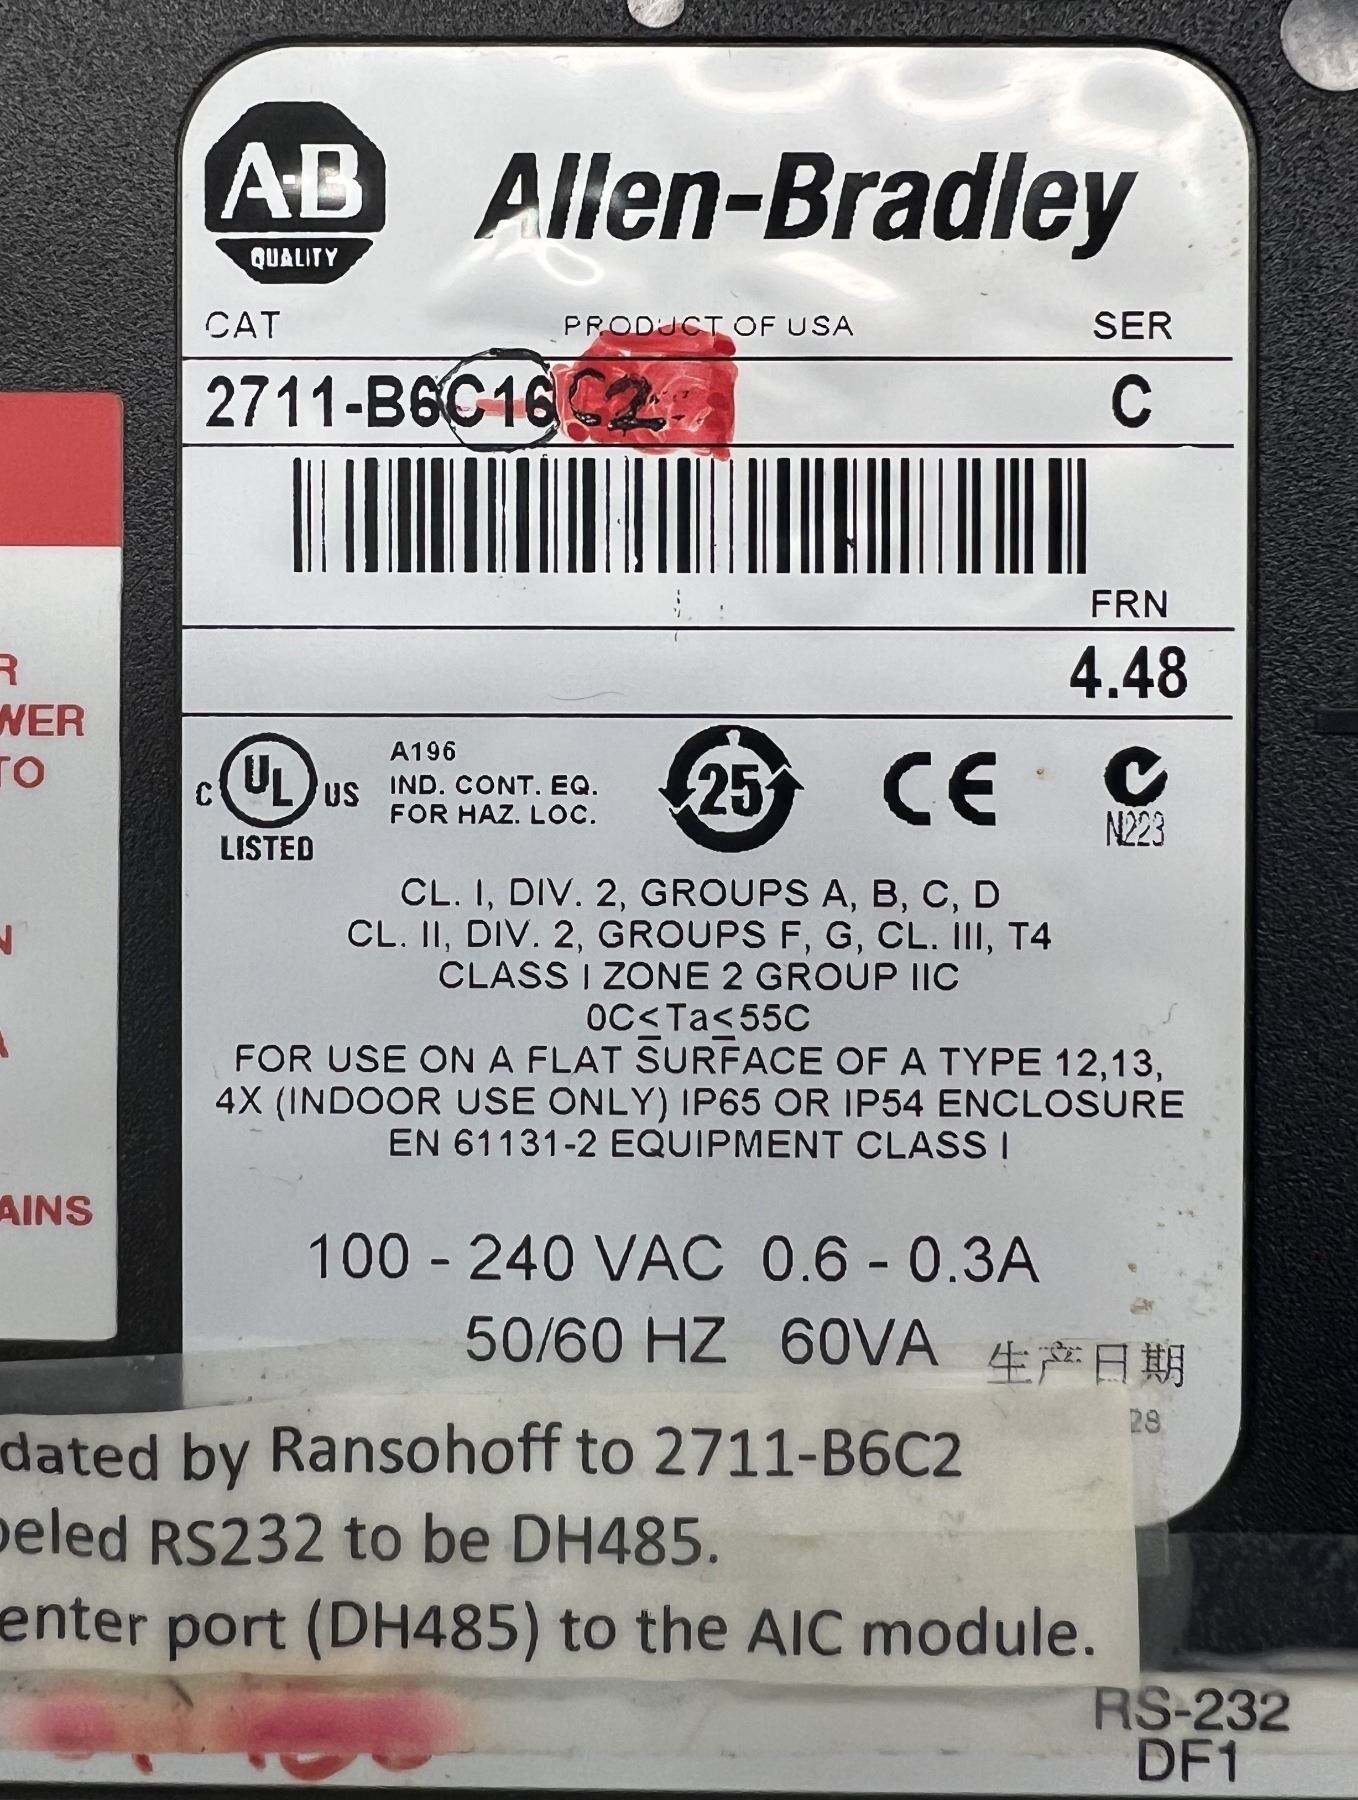 A-B
QUALITY
Allen-Bradley
CAT PRODUCT OF USA SER
2711-B6C16 C2 C
FRN
4.48
C UL US
LISTED
A196
IND. CONT. EQ.
FOR HAZ. LOC.
25
CE
N223
CL. I, DIV. 2, GROUPS A, B, C, D
CL. II, DIV. 2, GROUPS F, G, CL. III, T4
CLASS I ZONE 2 GROUP IIC
0C≤Ta≤55C
FOR USE ON A FLAT SURFACE OF A TYPE 12,13,
4X (INDOOR USE ONLY) IP65 OR IP54 ENCLOSURE
EN 61131-2 EQUIPMENT CLASS I
100 - 240 VAC 0.6 - 0.3A
50/60 HZ 60VA
生产日期
28
R
WER
TO
N
A
AINS
dated by Ransohoff to 2711-B6C2
beled RS232 to be DH485.
enter port (DH485) to the AIC module.
RS-232
DF1